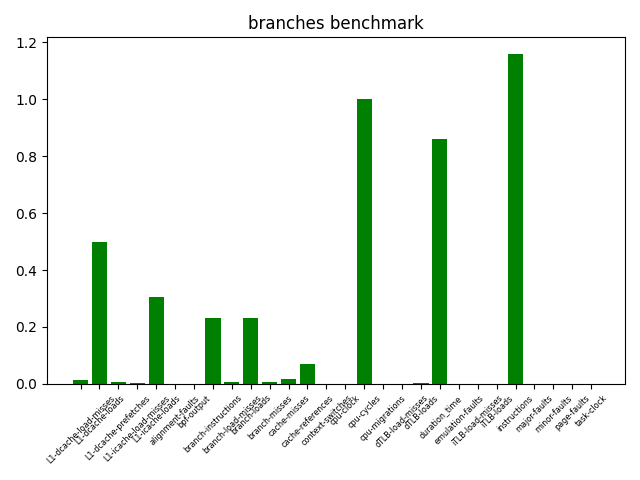 branches benchmark
1.2
1.0
0.8
0.6
0.4
0.2
0.0
L1-dcache-load-misses
L1-dcache-loads
L1-dcache-prefetches
L1-icache-load-misses
L1-icache-loads
alignment-faults
bpf-output
branch-instructions
branch-load-misses
branch-loads
branch-misses
cache-misses
cache-references
context-switches
cpu-clock
cpu-cycles
cpu-migrations
dTLB-load-misses
dTLB-loads
duration_time
emulation-faults
iTLB-load-misses
iTLB-loads
instructions
major-faults
minor-faults
page-faults
task-clock